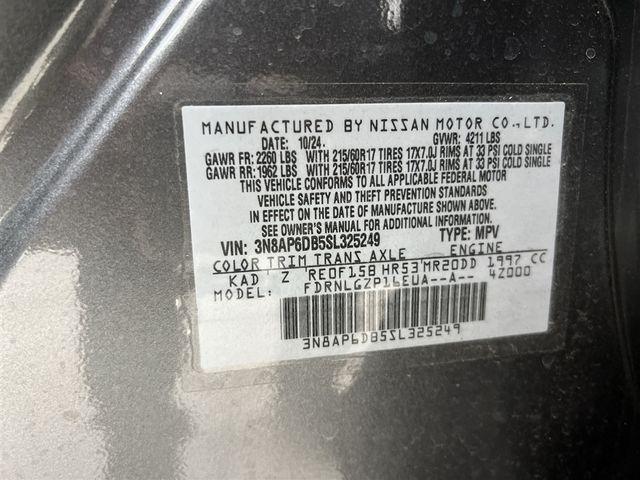 MANUFACTURED BY NISSAN MOTOR CO.,LTD.
DATE: 10/24. GVWR: 4211 LBS
GAWR FR: 2260 LBS WITH 215/60R17 TIRES 17X7.0J RIMS AT 33 PSI COLD SINGLE
GAWR RR: 1962 LBS WITH 215/60R17 TIRES 17X7.0J RIMS AT 33 PSI COLD SINGLE
THIS VEHICLE CONFORMS TO ALL APPLICABLE FEDERAL MOTOR
VEHICLE SAFETY AND THEFT PREVENTION STANDARDS
IN EFFECT ON THE DATE OF MANUFACTURE SHOWN ABOVE.
SEE OWNER'S MANUAL FOR ADDITIONAL INFORMATION.
VIN: 3N8AP6DB5SL325249 TYPE: MPV
COLOR TRIM TRANS AXLE ENGINE
KAD Z RE0F15B HR53 MR20DD 1997 CC
MODEL: FDRNLGZP16EUA--A-- 4Z000
3N8AP6DB5SL325249